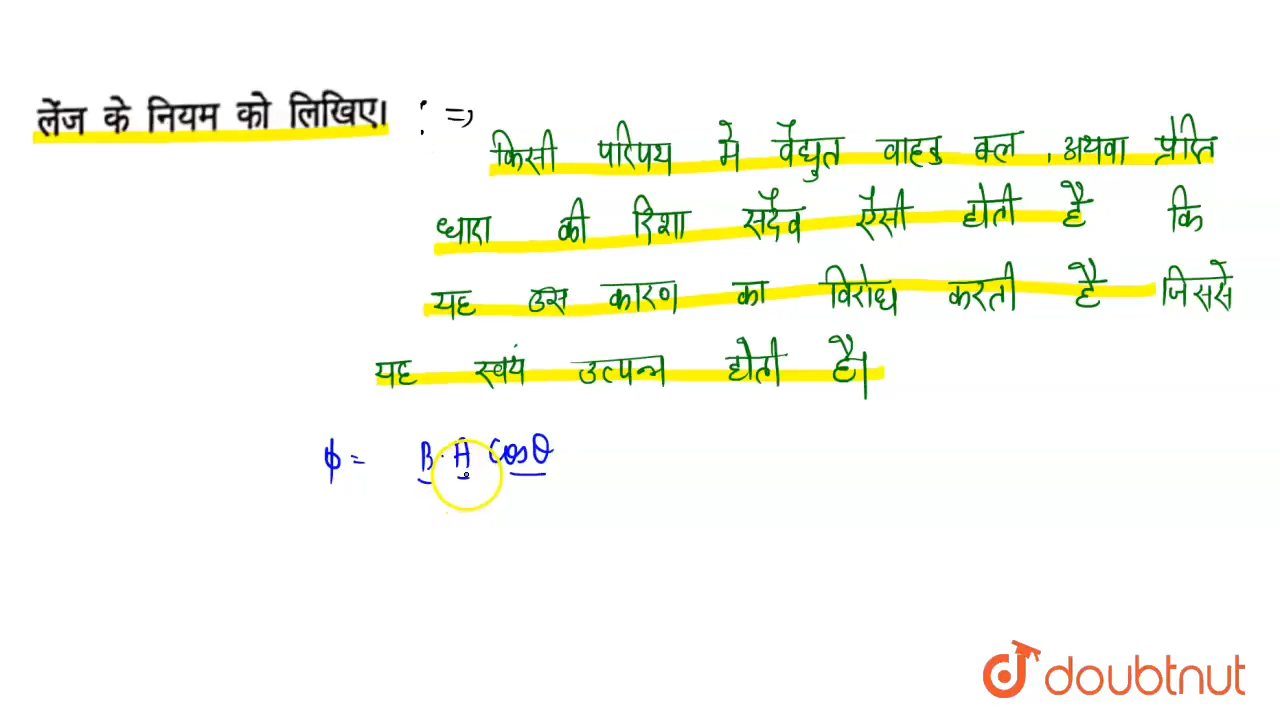 लेंज के नियम को लिखिए। : ⇒
किसी परिपथ में वैद्युत वाहक बल, अथवा प्रेरित
धारा की दिशा सदैव ऐसी होती है कि
यह उस कारण का विरोध करती है जिससे
यह स्वयं उत्पन्न होती है।
ϕ = B · A cosθ
doubtnut